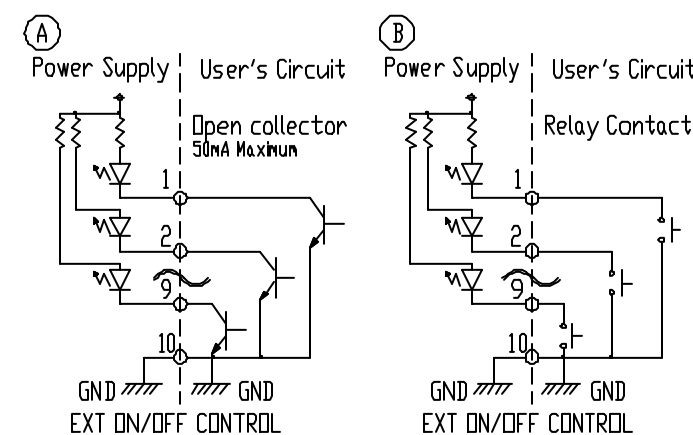 A
Power Supply
User's Circuit
Open collector
50mA Maximum
1
2
9
10
GND
GND
EXT ON/OFF CONTROL
B
Power Supply
User's Circuit
Relay Contact
1
2
9
10
GND
GND
EXT ON/OFF CONTROL